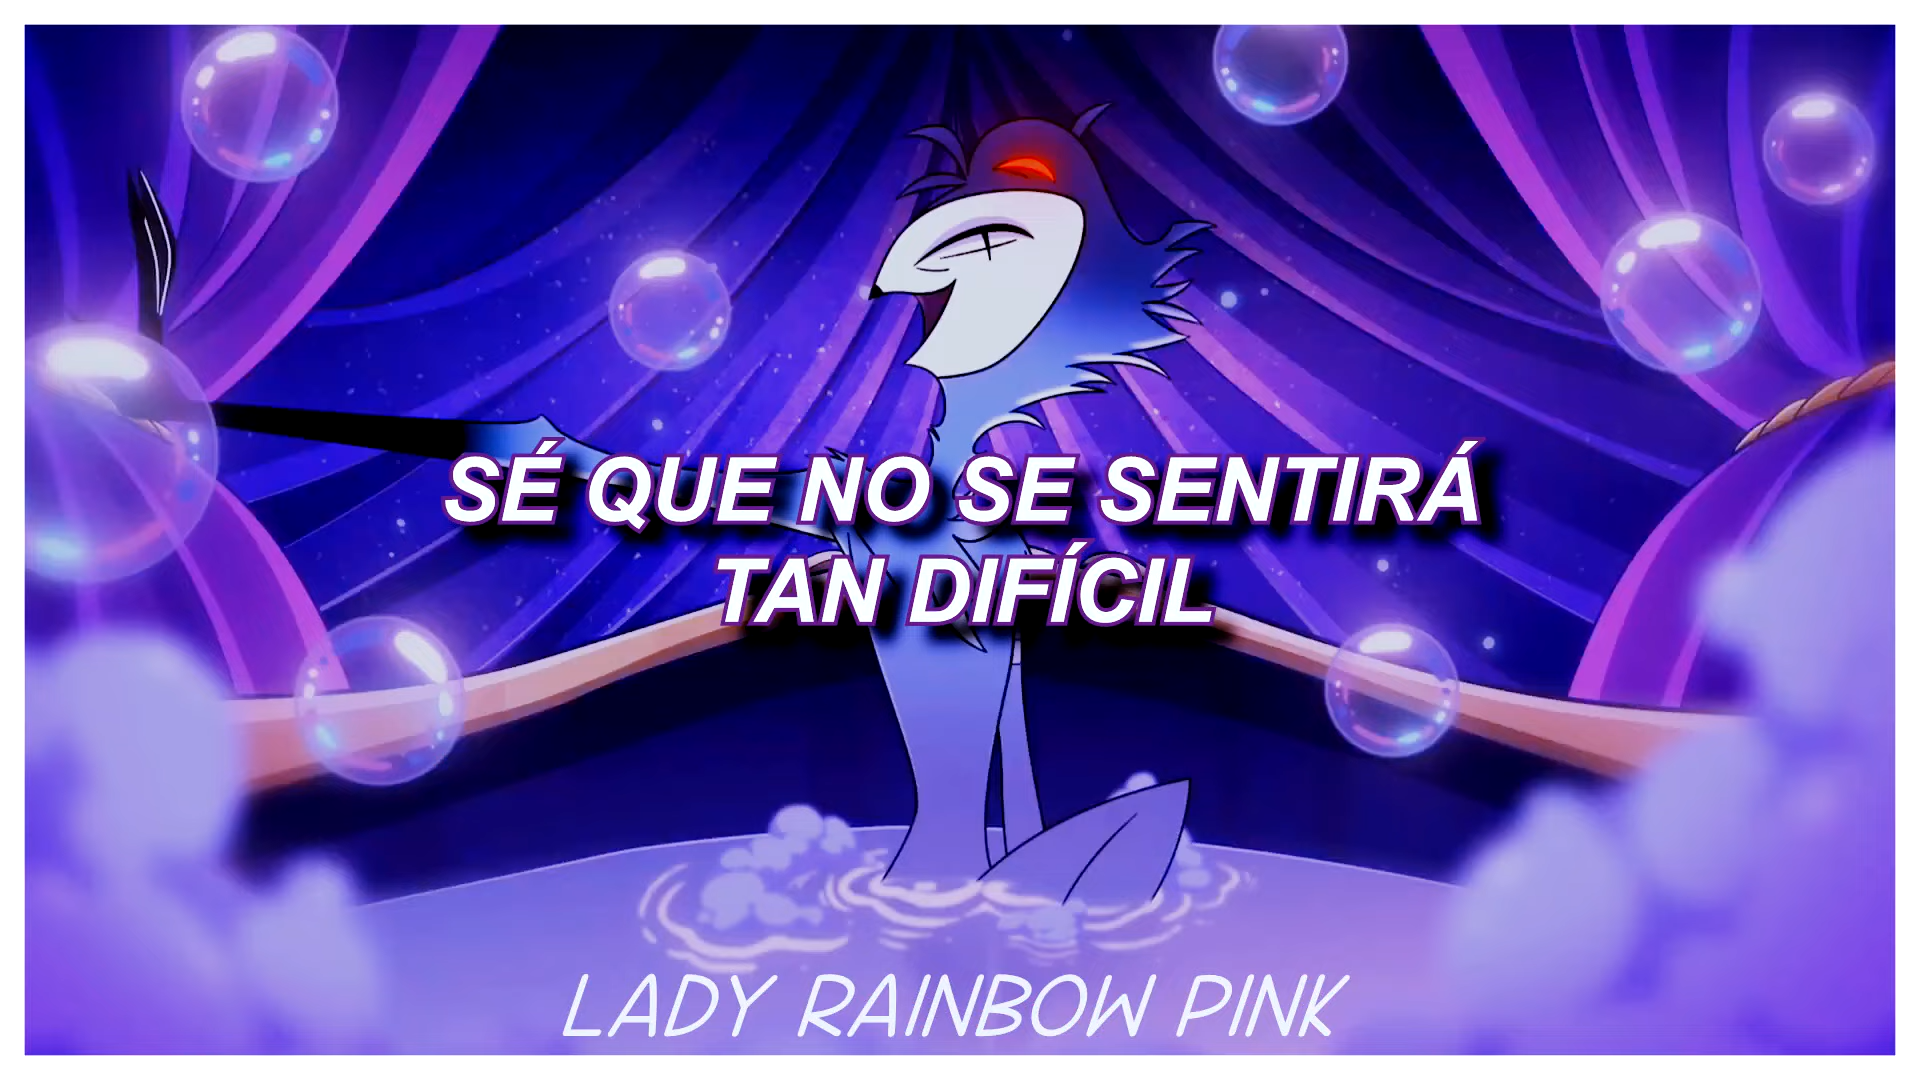 SÉ QUE NO SE SENTIRÁ
TAN DIFÍCIL
LADY RAINBOW PINK